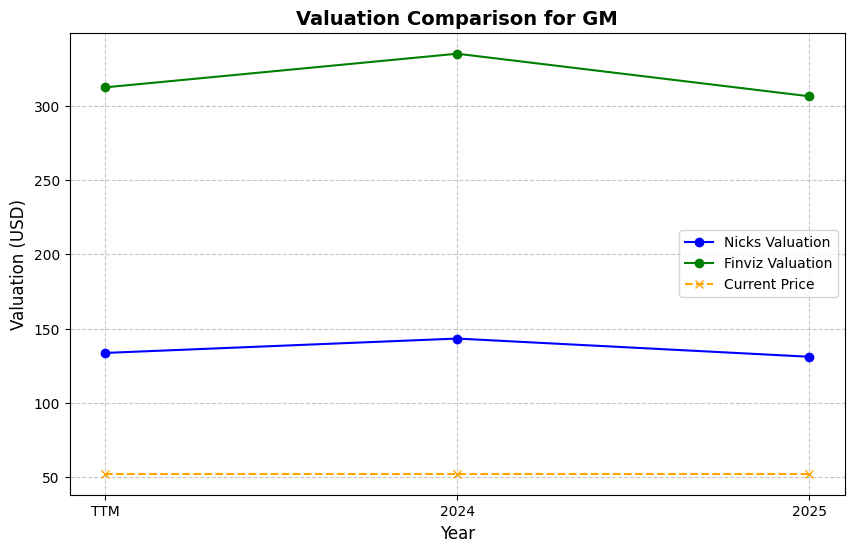 Valuation Comparison for GM
Valuation (USD)
300
250
200
150
100
50
Nicks Valuation
Finviz Valuation
Current Price
TTM
2024
2025
Year